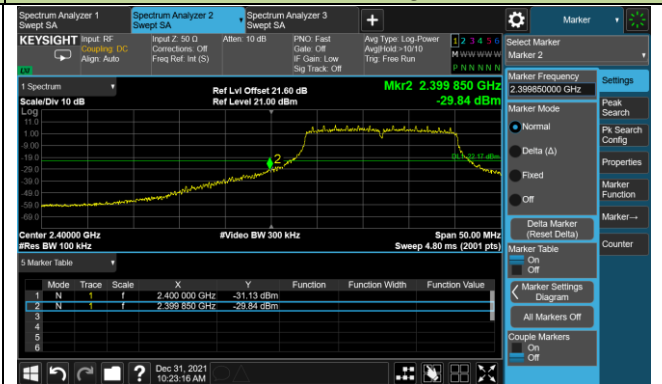 Spectrum Analyzer 1
Swept SA
Spectrum Analyzer 2
Swept SA
Spectrum Analyzer 3
Swept SA
+
Marker
KEYSIGHT
Input: RF
Coupling: DC
Align: Auto
Input Z: 50 Ω
Corrections: Off
Freq Ref: Int (S)
Atten: 10 dB
PNO: Fast
Gate: Off
IF Gain: Low
Sig Track: Off
Avg Type: Log-Power
Avg|Hold:>10/10
Trig: Free Run
1 2 3 4 5 6
M W W W W W
P N N N N N
Select Marker
Marker 2
1 Spectrum
Scale/Div 10 dB
Ref Lvl Offset 21.60 dB
Ref Level 21.00 dBm
Mkr2 2.399 850 GHz
-29.84 dBm
Log
11.0
1.00
-9.00
-19.0
-29.0
-39.0
-49.0
-59.0
-69.0
2
Center 2.40000 GHz
#Res BW 100 kHz
#Video BW 300 kHz
Span 50.00 MHz
Sweep 4.80 ms (2001 pts)
5 Marker Table
Mode Trace Scale X Y Function Function Width Function Value
1 N 1 f 2.400 000 GHz -31.13 dBm
2 N 1 f 2.399 850 GHz -29.84 dBm
3
4
5
6
Marker Frequency
2.399850000 GHz
Marker Mode
Normal
Delta (Δ)
Fixed
Off
Delta Marker
(Reset Delta)
Marker Table
On
Off
Marker Settings
Diagram
All Markers Off
Couple Markers
On
Off
Settings
Peak
Search
Pk Search
Config
Properties
Marker
Function
Marker→
Counter
?
Dec 31, 2021
10:23:16 AM